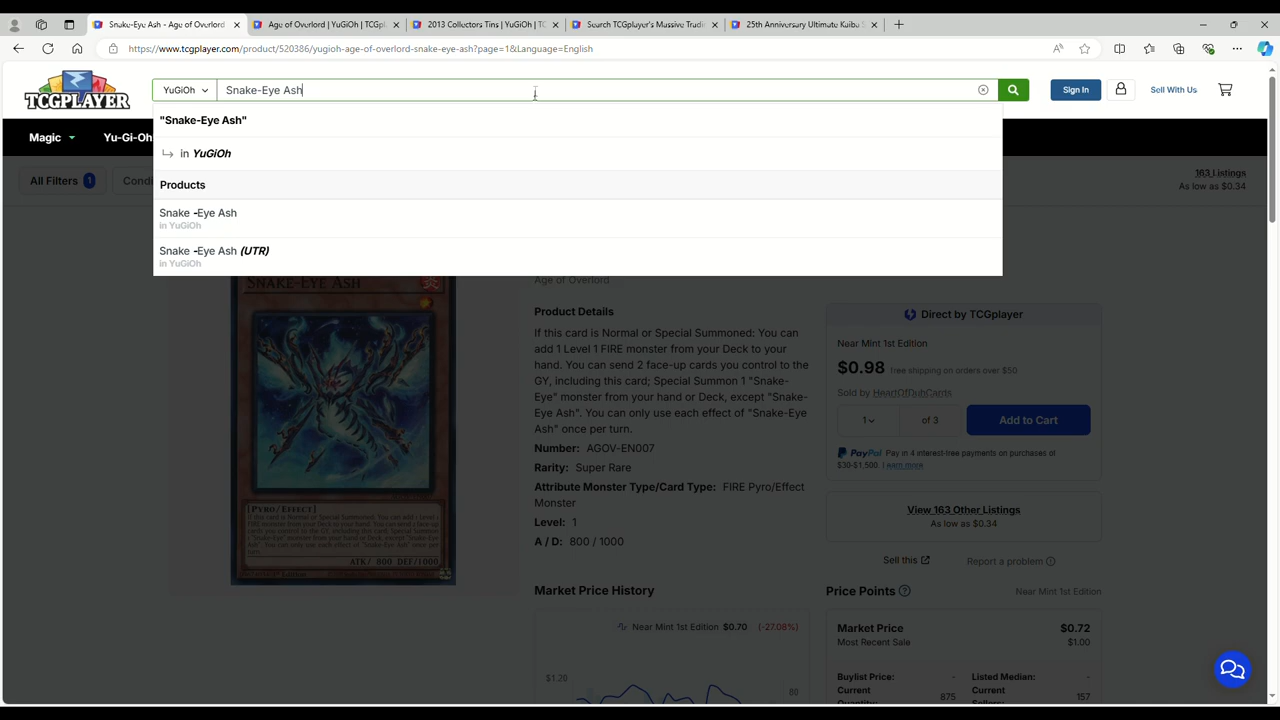 Snake-Eye Ash - Age of Overlord
Age of Overlord | YuGiOh | TCGpl
2013 Collectors Tins | YuGiOh | TC
Search TCGplayer's Massive Tradin
25th Anniversary Ultimate Kaiba S
https://www.tcgplayer.com/product/520386/yugioh-age-of-overlord-snake-eye-ash?page=1&Language=English
TCGPLAYER
YuGiOh
Snake-Eye Ash
Sign In
Sell With Us
"Snake-Eye Ash"
Magic
Yu-Gi-Oh
in YuGiOh
All Filters 1
Condi
163 Listings
As low as $0.34
Products
Snake -Eye Ash
in YuGiOh
Snake -Eye Ash (UTR)
in YuGiOh
SNAKE-EYE ASH
Age of Overlord
Product Details
If this card is Normal or Special Summoned: You can
add 1 Level 1 FIRE monster from your Deck to your
hand. You can send 2 face-up cards you control to the
GY, including this card; Special Summon 1 "Snake-
Eye" monster from your hand or Deck, except "Snake-
Eye Ash". You can only use each effect of "Snake-Eye
Ash" once per turn.
Number: AGOV-EN007
Rarity: Super Rare
Attribute Monster Type/Card Type: FIRE Pyro/Effect
Monster
Level: 1
A / D: 800 / 1000
[PYRO/EFFECT]
ATK/ 800 DEF/1000
Direct by TCGplayer
Near Mint 1st Edition
$0.98 free shipping on orders over $50
Sold by HeartOfDubCards
1
of 3
Add to Cart
PayPal Pay in 4 interest-free payments on purchases of
$30-$1,500. Learn more
View 163 Other Listings
As low as $0.34
Sell this
Report a problem
Market Price History
Near Mint 1st Edition $0.70 (-27.08%)
$1.20
80
Price Points
Near Mint 1st Edition
Market Price $0.72
Most Recent Sale $1.00
Buylist Price: -
Listed Median: -
Current
875
Current
157